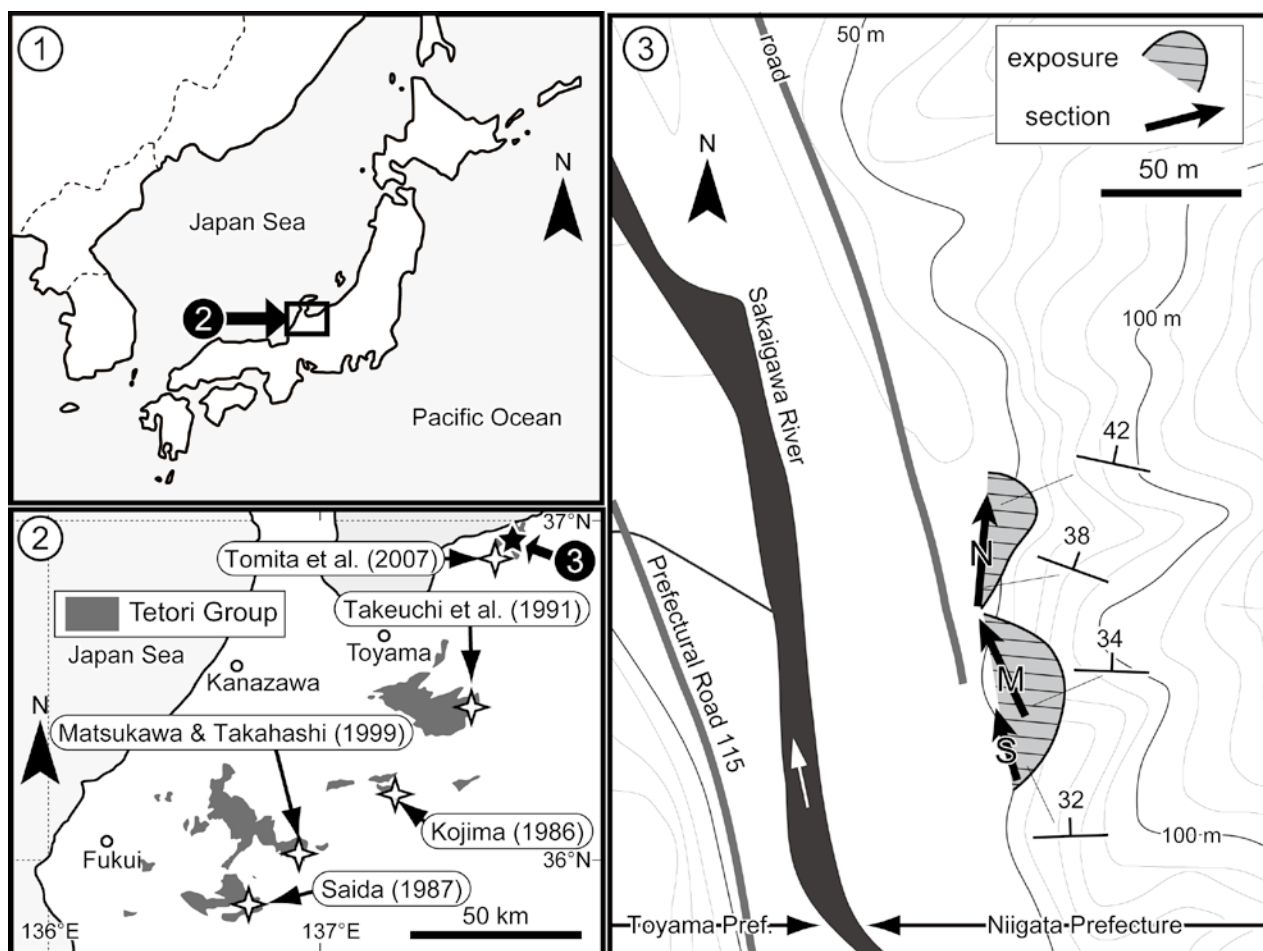 1
Japan Sea
N
2
Pacific Ocean
2
37°N
Tomita et al. (2007)
3
Takeuchi et al. (1991)
Tetori Group
Toyama
Japan Sea
Kanazawa
N
Matsukawa & Takahashi (1999)
Kojima (1986)
Fukui
36°N
Saida (1987)
50 km
136°E
137°E
3
road
50 m
exposure
section
N
50 m
Sakaigawa River
100 m
42
N
38
Prefectural Road 115
34
M
S
32
100 m
Toyama Pref.
Niigata Prefecture